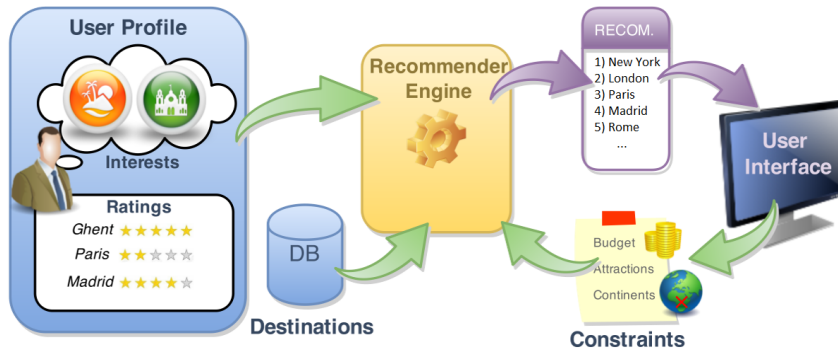 User Profile
Interests
Ratings
Ghent
Paris
Madrid
DB
Destinations
Recommender
Engine
RECOM.
1) New York
2) London
3) Paris
4) Madrid
5) Rome
...
User
Interface
Budget
Attractions
Continents
Constraints